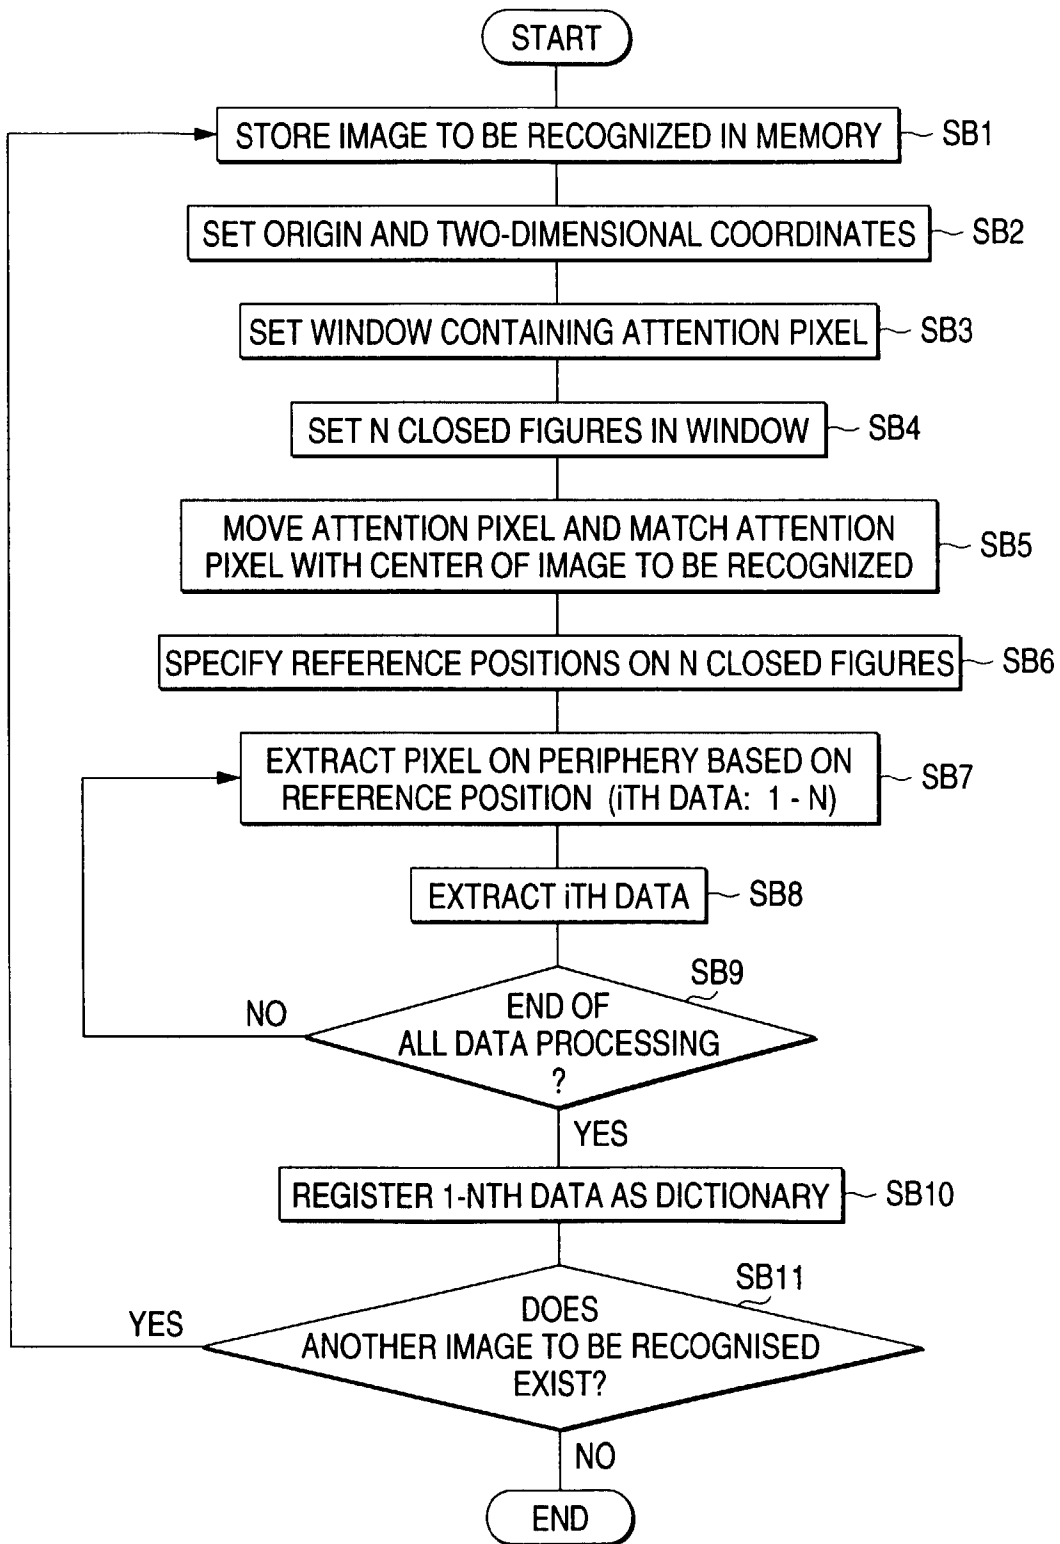 START
STORE IMAGE TO BE RECOGNIZED IN MEMORY
SB1
SET ORIGIN AND TWO-DIMENSIONAL COORDINATES
SB2
SET WINDOW CONTAINING ATTENTION PIXEL
SB3
SET N CLOSED FIGURES IN WINDOW
SB4
MOVE ATTENTION PIXEL AND MATCH ATTENTION
PIXEL WITH CENTER OF IMAGE TO BE RECOGNIZED
SB5
SPECIFY REFERENCE POSITIONS ON N CLOSED FIGURES
SB6
EXTRACT PIXEL ON PERIPHERY BASED ON
REFERENCE POSITION (iTH DATA: 1 - N)
SB7
EXTRACT iTH DATA
SB8
SB9
END OF
ALL DATA PROCESSING
?
NO
YES
REGISTER 1-NTH DATA AS DICTIONARY
SB10
SB11
DOES
ANOTHER IMAGE TO BE RECOGNISED
EXIST?
YES
NO
END